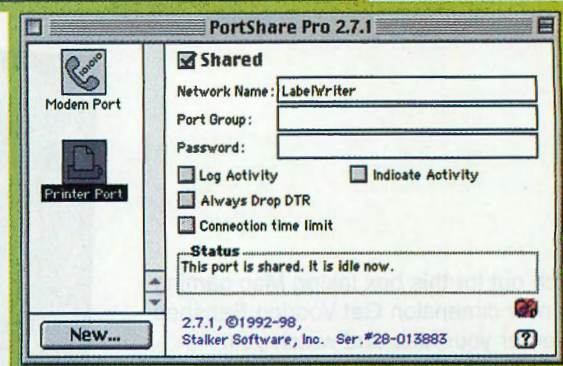 PortShare Pro 2.7.1
Modem Port
Printer Port
New...
Shared
Network Name: LabelWriter
Port Group:
Password:
Log Activity
Indicate Activity
Always Drop DTR
Connection time limit
Status
This port is shared. It is idle now.
2.7.1, ©1992-98,
Stalker Software, Inc. Ser.#28-013883
?